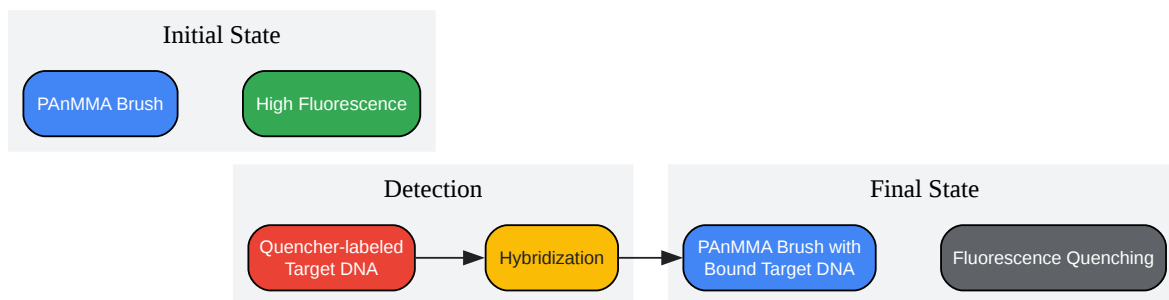 Initial State
PAnMMA Brush
High Fluorescence
Detection
Quencher-labeled
Target DNA
Hybridization
Final State
PAnMMA Brush with
Bound Target DNA
Fluorescence Quenching